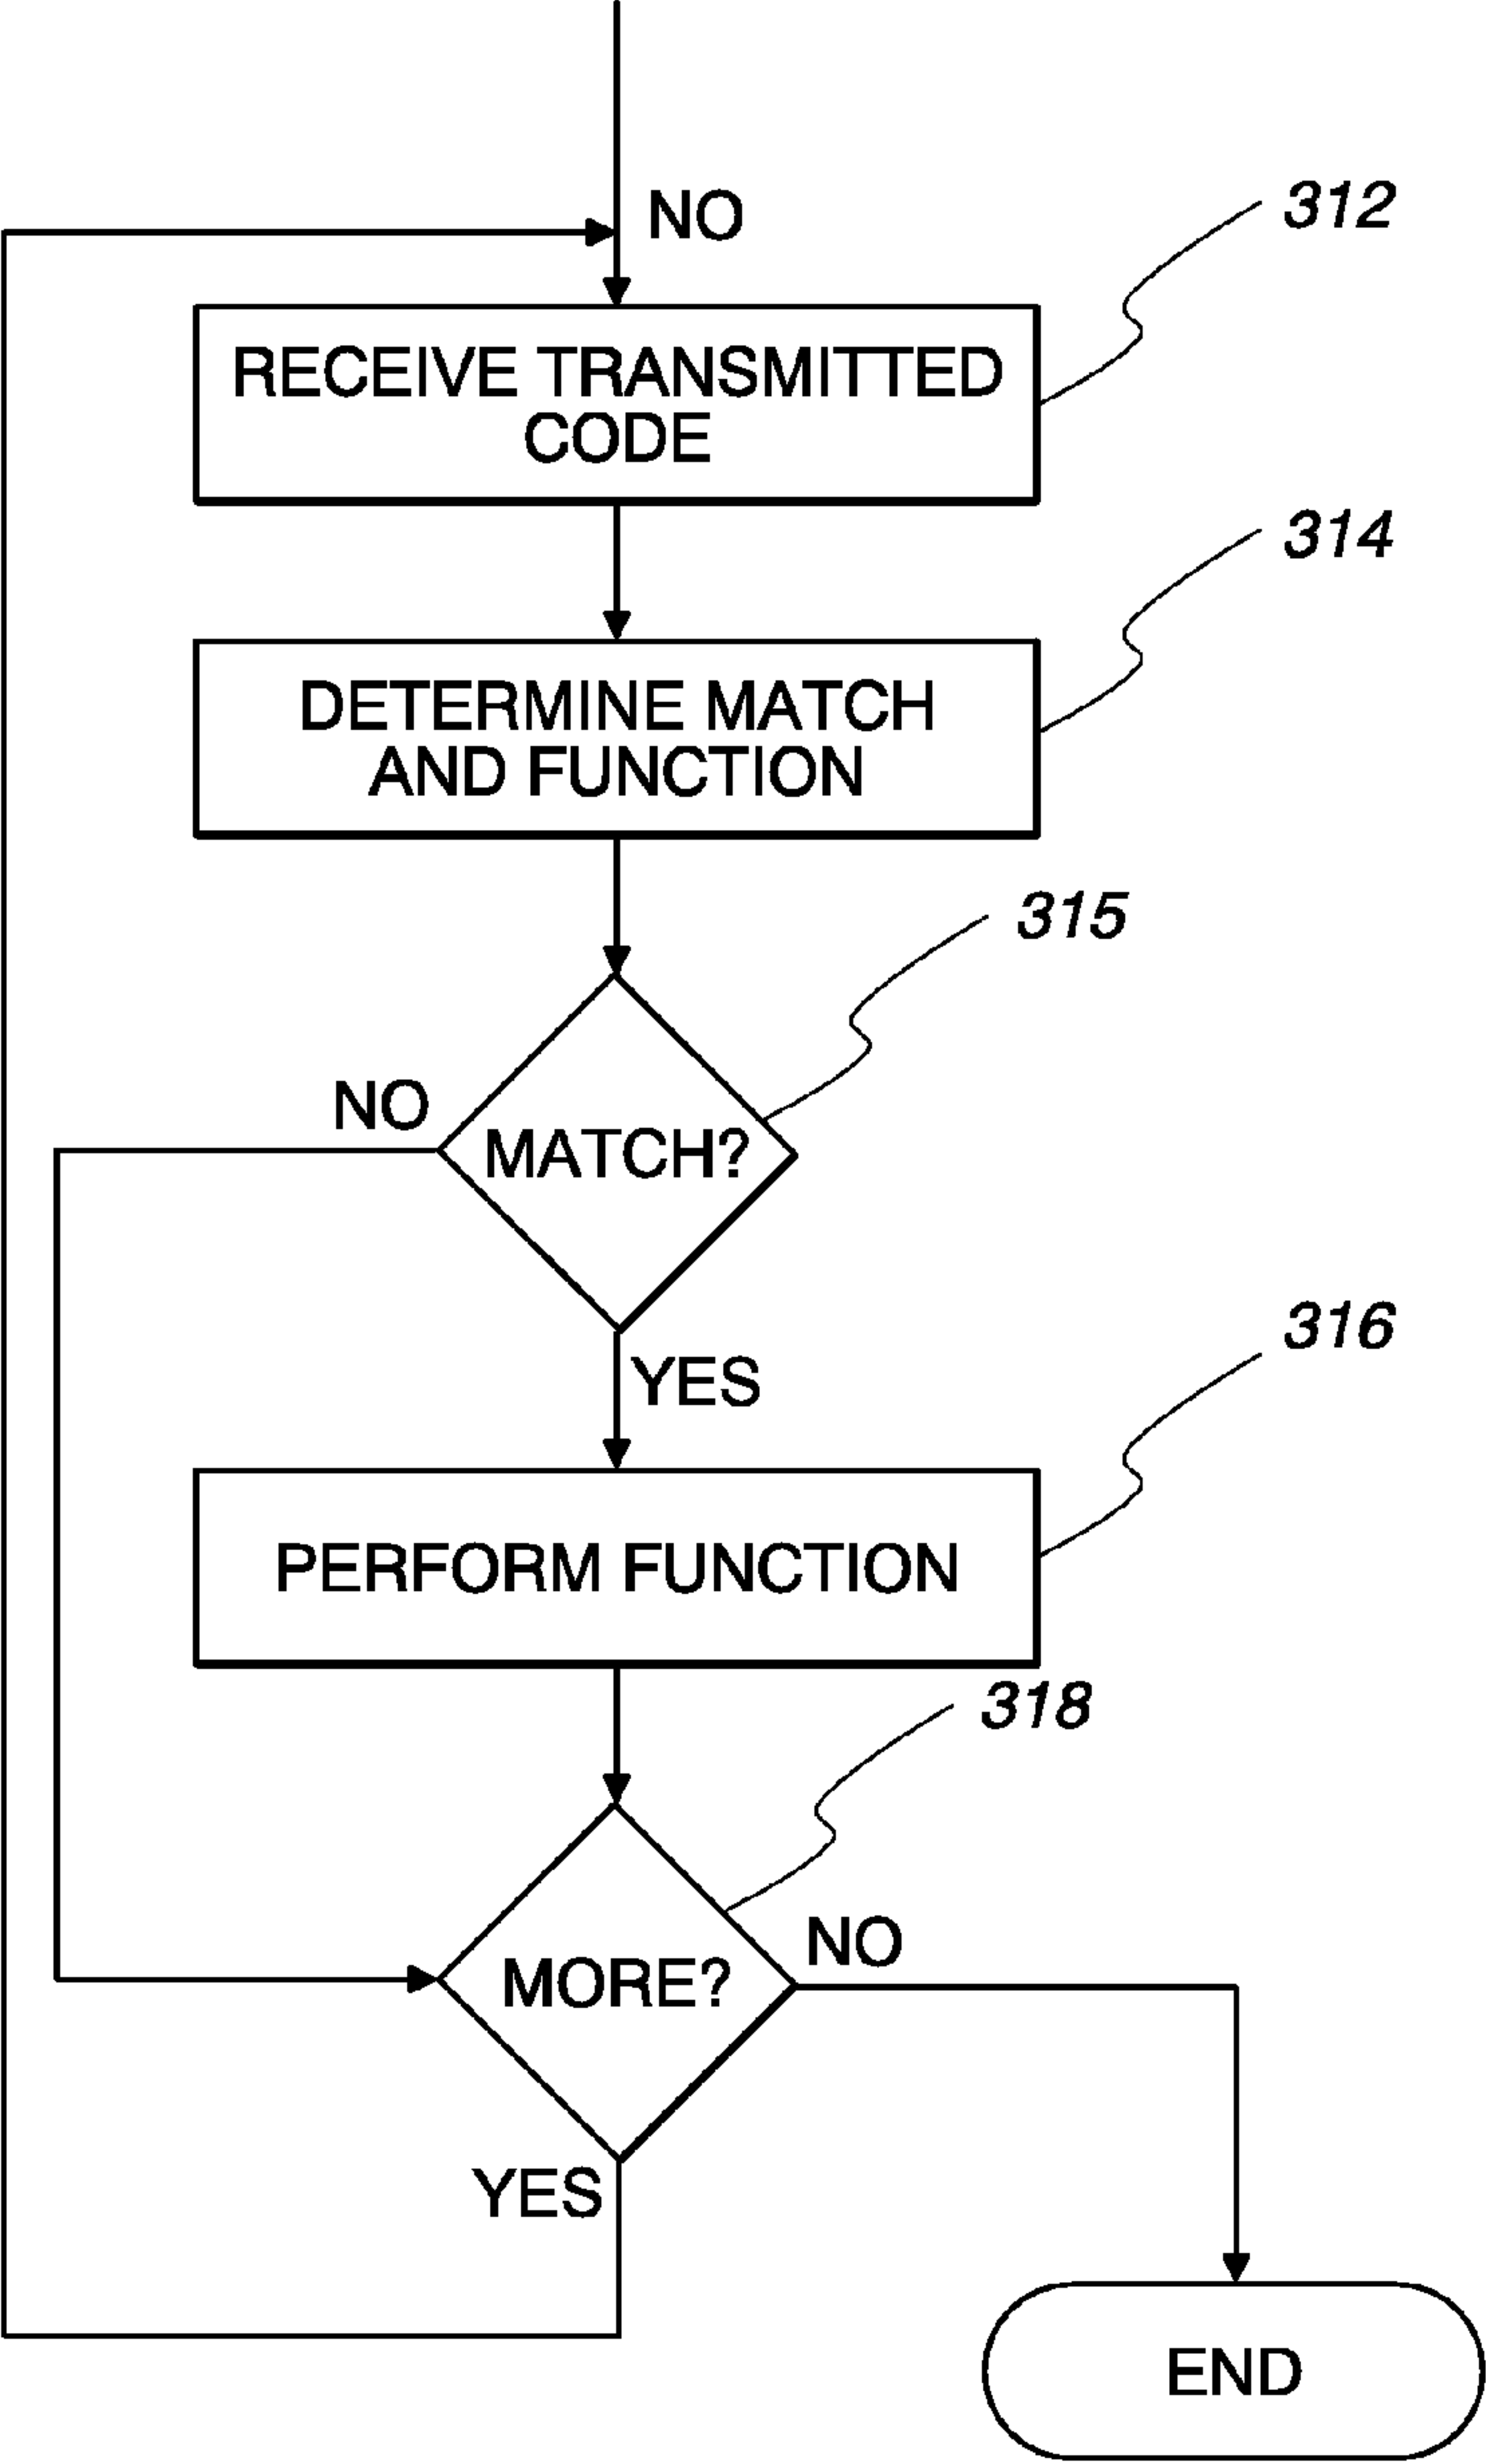 NO
312
RECEIVE TRANSMITTED
CODE
314
DETERMINE MATCH
AND FUNCTION
315
NO
MATCH?
YES
316
PERFORM FUNCTION
318
NO
MORE?
YES
END